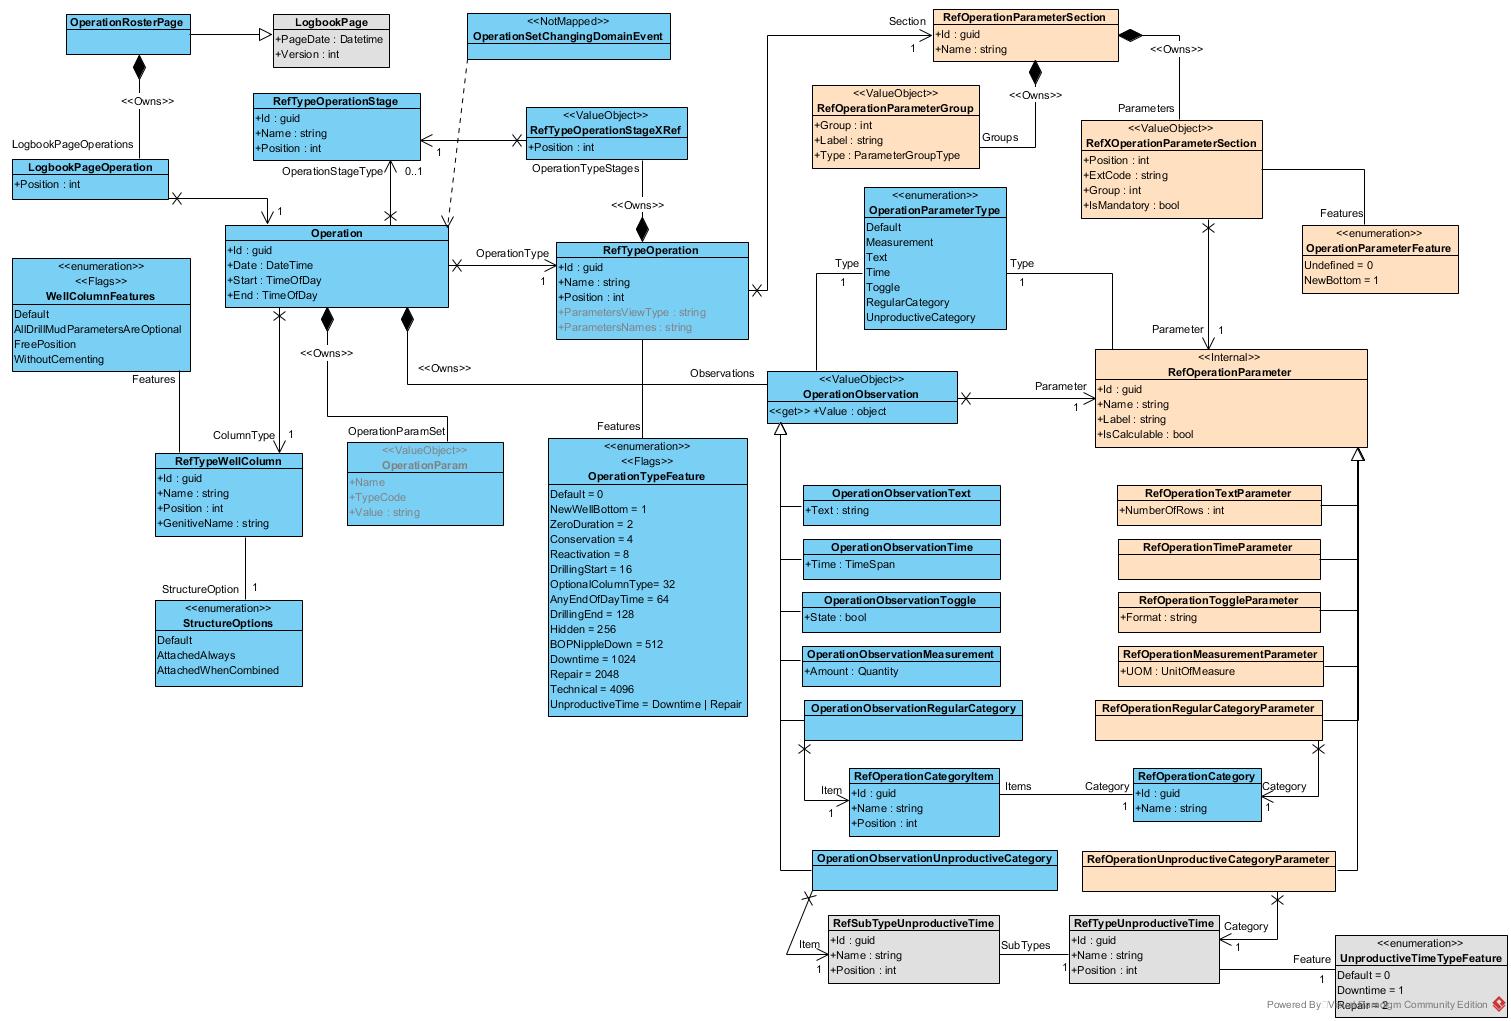 OperationRosterPage
LogbookPage
+PageDate : Datetime
+Version : int
<<NotMapped>>
OperationSetChangingDomainEvent
RefOperationParameterSection
+Id : guid
+Name : string
Section
1
<<Owns>>
<<Owns>>
<<Owns>>
LogbookPageOperations
LogbookPageOperation
+Position : int
1
RefTypeOperationStage
+Id : guid
+Name : string
+Position : int
1
OperationStageType
0..1
<<ValueObject>>
RefTypeOperationStageXRef
+Position : int
OperationTypeStages
<<Owns>>
<<ValueObject>>
RefOperationParameterGroup
+Group : int
+Label : string
+Type : ParameterGroupType
Groups
Parameters
<<ValueObject>>
RefXOperationParameterSection
+Position : int
+ExtCode : string
+Group : int
+IsMandatory : bool
Features
<<enumeration>>
OperationParameterFeature
Undefined = 0
NewBottom = 1
Operation
+Id : guid
+Date : DateTime
+Start : TimeOfDay
+End : TimeOfDay
OperationType
1
RefTypeOperation
+Id : guid
+Name : string
+Position : int
+ParametersViewType : string
+ParametersNames : string
<<enumeration>>
OperationParameterType
Default
Measurement
Text
Time
Toggle
RegularCategory
UnproductiveCategory
Type
1
Type
1
Parameter
1
<<enumeration>>
<<Flags>>
WellColumnFeatures
Default
AllDrillMudParametersAreOptional
FreePosition
WithoutCementing
Features
<<Owns>>
<<Owns>>
Observations
<<ValueObject>>
OperationObservation
<<get>> +Value : object
Parameter
1
<<Internal>>
RefOperationParameter
+Id : guid
+Name : string
+Label : string
+IsCalculable : bool
ColumnType
1
RefTypeWellColumn
+Id : guid
+Name : string
+Position : int
+GenitiveName : string
OperationParamSet
<<ValueObject>>
OperationParam
+Name
+TypeCode
+Value : string
StructureOption
1
<<enumeration>>
StructureOptions
Default
AttachedAlways
AttachedWhenCombined
Features
<<enumeration>>
<<Flags>>
OperationTypeFeature
Default = 0
NewWellBottom = 1
ZeroDuration = 2
Conservation = 4
Reactivation = 8
DrillingStart = 16
OptionalColumnType= 32
AnyEndOfDayTime = 64
DrillingEnd = 128
Hidden = 256
BOPNippleDown = 512
Downtime = 1024
Repair = 2048
Technical = 4096
UnproductiveTime = Downtime | Repair
OperationObservationText
+Text : string
RefOperationTextParameter
+NumberOfRows : int
OperationObservationTime
+Time : TimeSpan
RefOperationTimeParameter
OperationObservationToggle
+State : bool
RefOperationToggleParameter
+Format : string
OperationObservationMeasurement
+Amount : Quantity
RefOperationMeasurementParameter
+UOM : UnitOfMeasure
OperationObservationRegularCategory
RefOperationRegularCategoryParameter
Item
1
RefOperationCategoryItem
+Id : guid
+Name : string
+Position : int
Items
Category
1
RefOperationCategory
+Id : guid
+Name : string
Category
1
OperationObservationUnproductiveCategory
RefOperationUnproductiveCategoryParameter
Item
1
RefSubTypeUnproductiveTime
+Id : guid
+Name : string
+Position : int
SubTypes
1
RefTypeUnproductiveTime
+Id : guid
+Name : string
+Position : int
Category
1
Feature
1
<<enumeration>>
UnproductiveTimeTypeFeature
Default = 0
Downtime = 1
Repair = 2
Powered By Visual Paradigm Community Edition